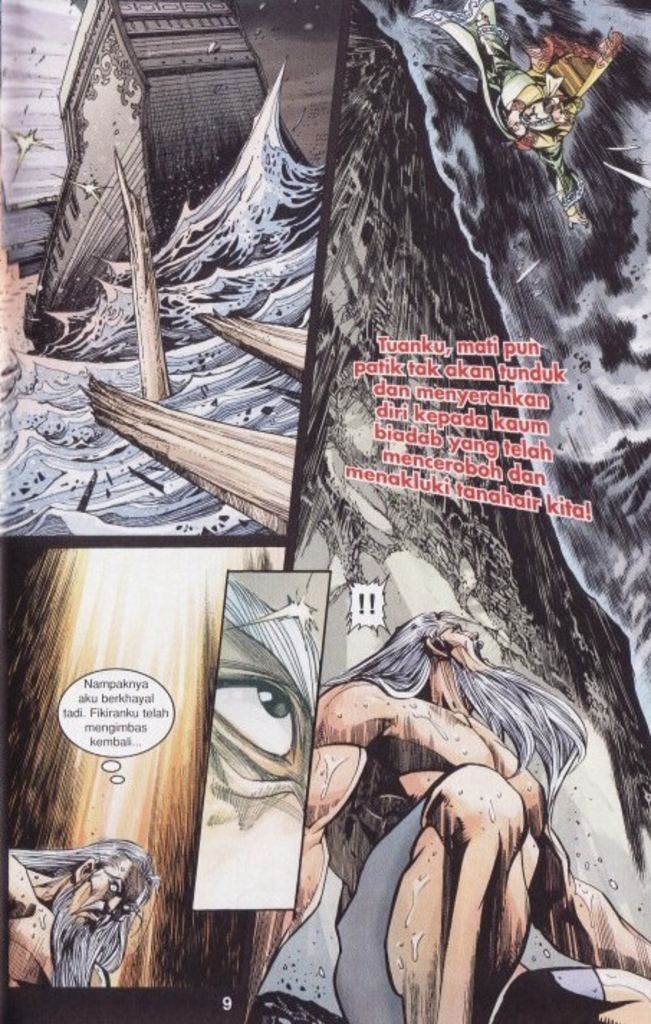 Tuanku, mati pun
patik tak akan tunduk
dan menyerahkan
diri kepada kaum
biadab yang telah
menceroboh dan
menakluki tanahair kita!
!!
Nampaknya
aku berkhayal
tadi. Fikiranku telah
mengimbas
kembali...
9